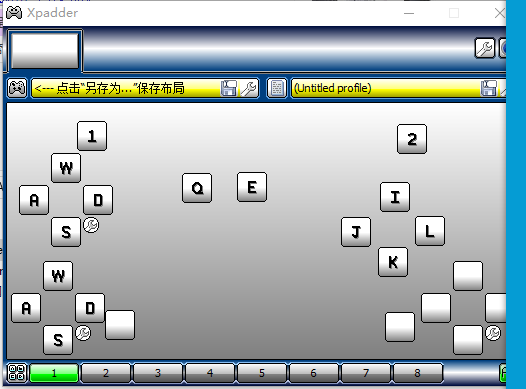 Xpadder
<--- 点击"另存为..."保存布局
(Untitled profile)
1
2
W
A
D
S
Q
E
I
J
L
K
W
A
D
S
1 2 3 4 5 6 7 8